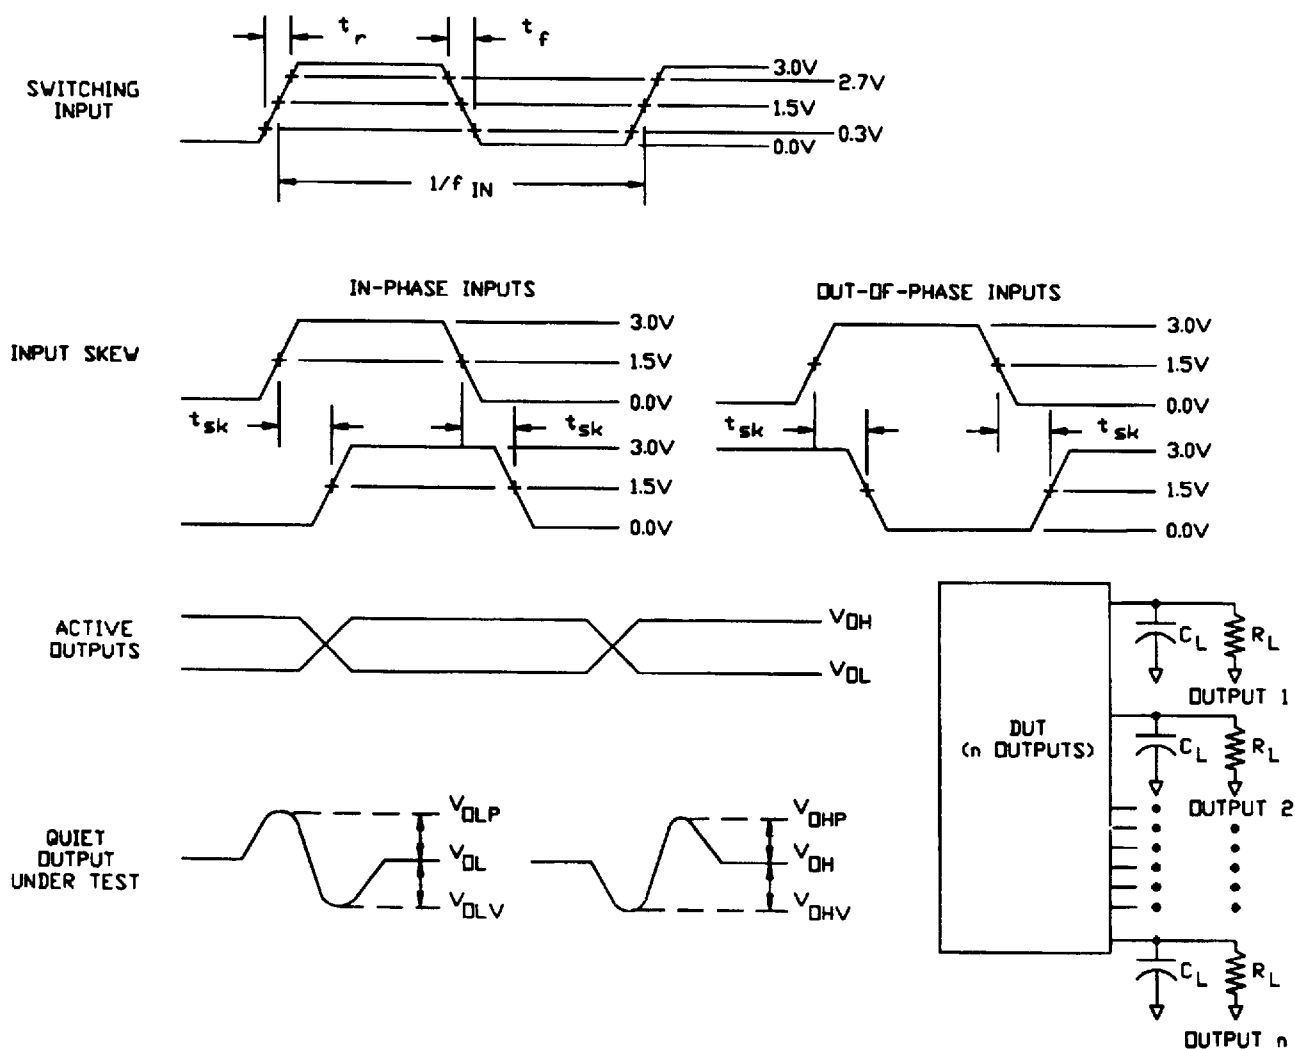 t r
t f
SWITCHING
INPUT
3.0V
2.7V
1.5V
0.3V
0.0V
1/f IN
IN-PHASE INPUTS
OUT-OF-PHASE INPUTS
INPUT SKEW
3.0V
1.5V
0.0V
3.0V
1.5V
0.0V
t sk
t sk
t sk
t sk
3.0V
1.5V
0.0V
3.0V
1.5V
0.0V
ACTIVE
OUTPUTS
VOH
VOL
DUT
(n OUTPUTS)
CL
RL
OUTPUT 1
CL
RL
OUTPUT 2
QUIET
OUTPUT
UNDER TEST
VOLP
VOL
VOLV
VOHP
VOH
VOHV
CL
RL
OUTPUT n